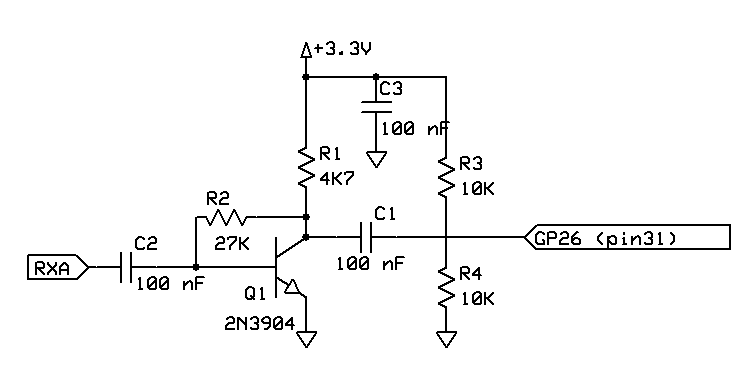 +3.3V
C3
100 nF
R1
4K7
R3
10K
R2
27K
C1
100 nF
GP26 (pin31)
C2
100 nF
RXA
Q1
2N3904
R4
10K